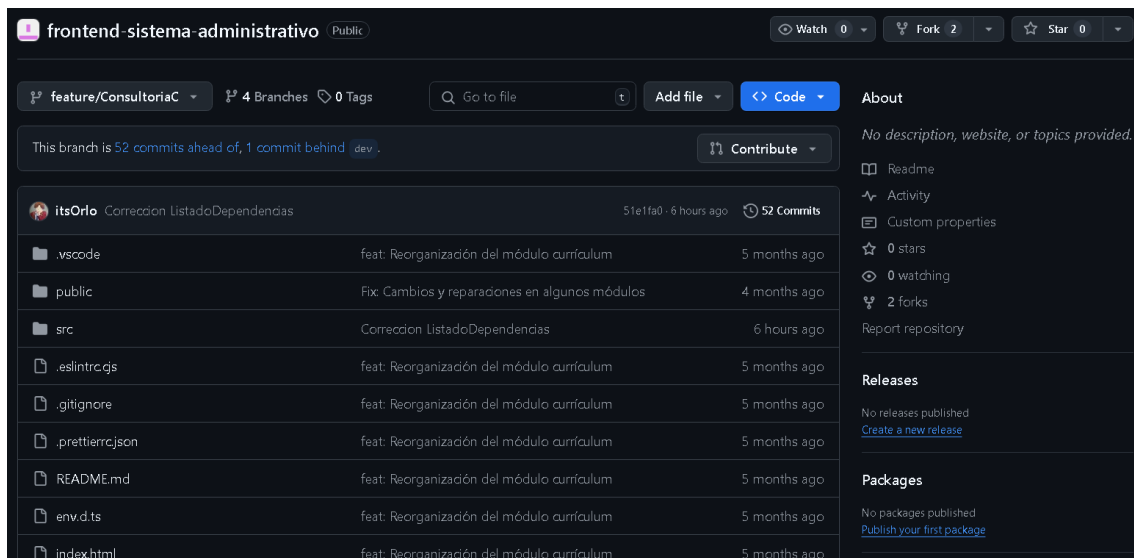 frontend-sistema-administrativo Public
Watch 0 Fork 2 Star 0
feature/ConsultoriaC 4 Branches 0 Tags Go to file t Add file <> Code
This branch is 52 commits ahead of, 1 commit behind dev .
Contribute
itsOrlo Correccion ListadoDependencias 51e1fa0 · 6 hours ago 52 Commits
.vscode feat: Reorganización del módulo currículum 5 months ago
public Fix: Cambios y reparaciones en algunos módulos 4 months ago
src Correccion ListadoDependencias 6 hours ago
.eslintrc.cjs feat: Reorganización del módulo currículum 5 months ago
.gitignore feat: Reorganización del módulo currículum 5 months ago
.prettierrc.json feat: Reorganización del módulo currículum 5 months ago
README.md feat: Reorganización del módulo currículum 5 months ago
env.d.ts feat: Reorganización del módulo currículum 5 months ago
index.html feat: Reorganización del módulo currículum 5 months ago
About
No description, website, or topics provided.
Readme
Activity
Custom properties
0 stars
0 watching
2 forks
Report repository
Releases
No releases published
Create a new release
Packages
No packages published
Publish your first package